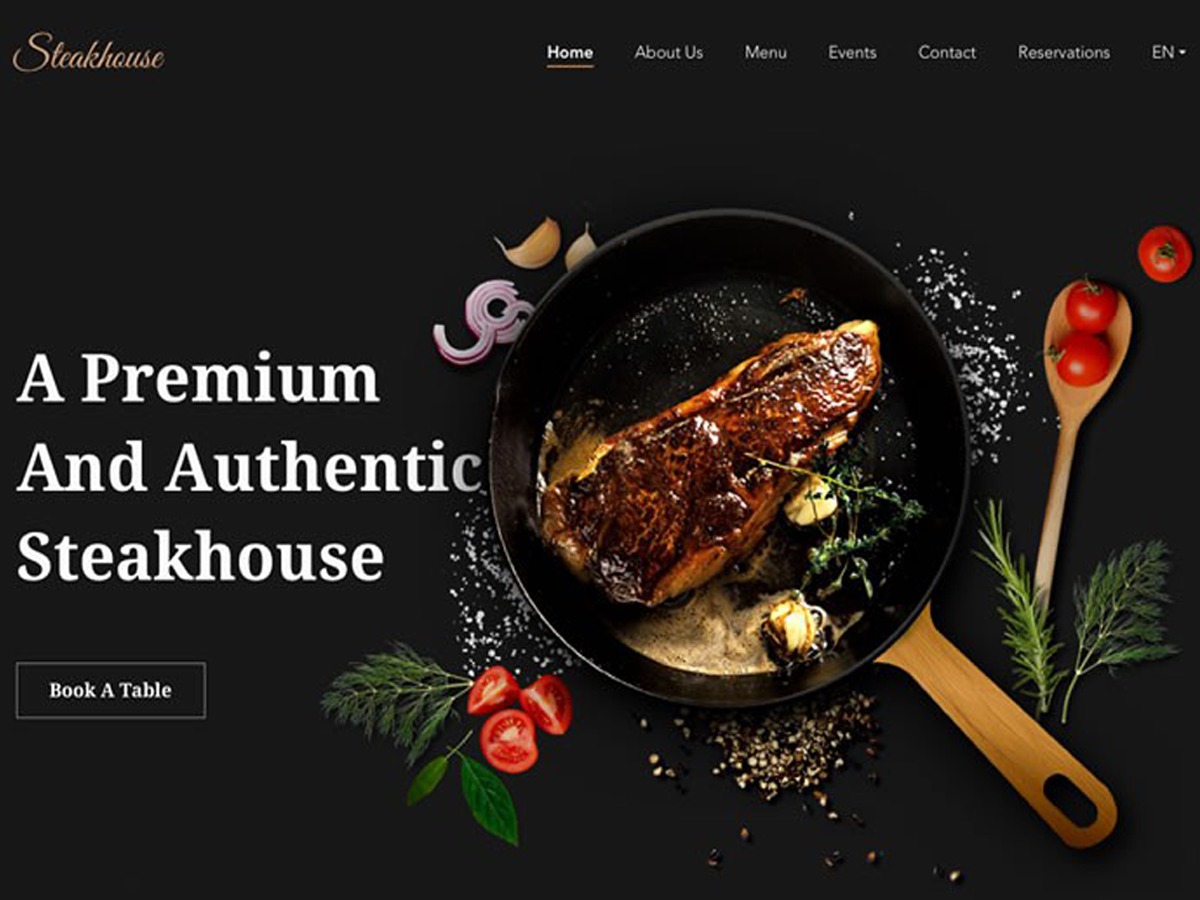 Steakhouse
Home About Us Menu Events Contact Reservations EN
A Premium
And Authentic
Steakhouse
Book A Table